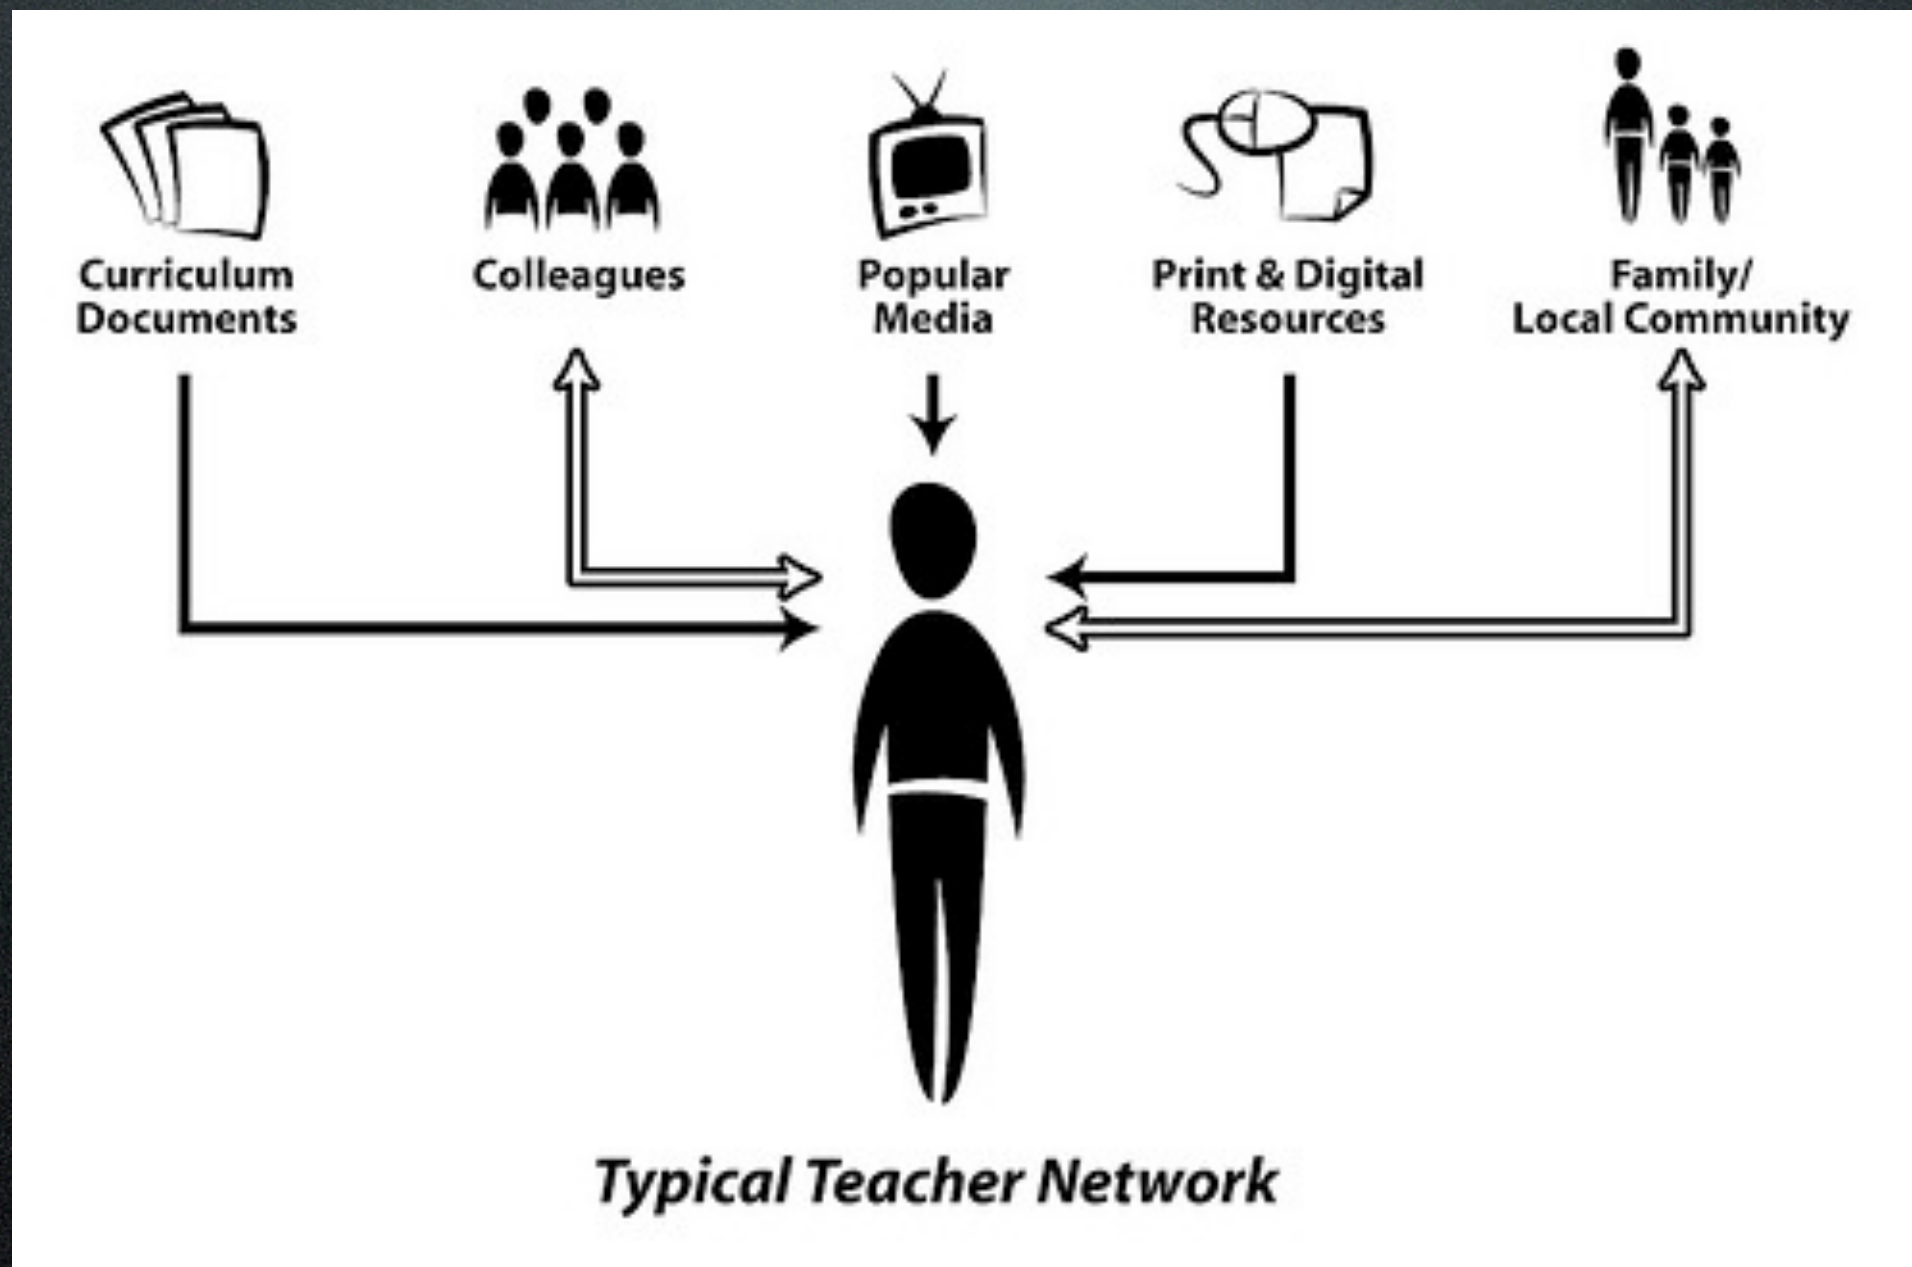 Curriculum
Documents
Colleagues
Popular
Media
Print & Digital
Resources
Family/
Local Community
Typical Teacher Network